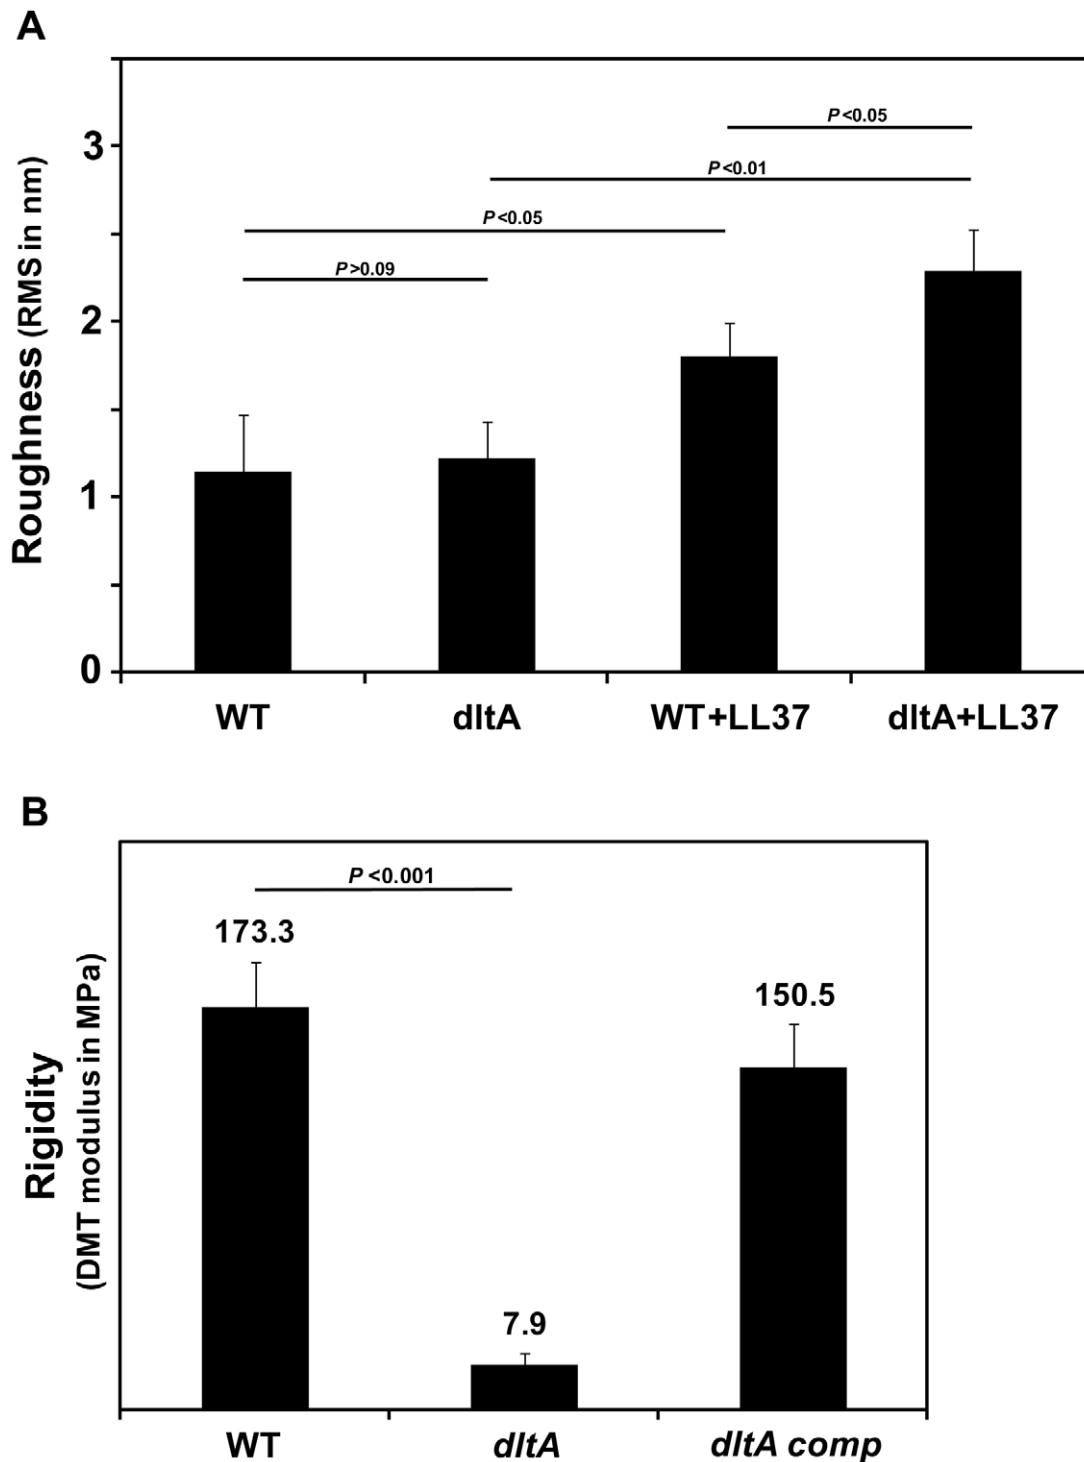 A
Roughness (RMS in nm)
3
2
1
0
P<0.05
P<0.01
P<0.05
P>0.09
WT dltA WT+LL37 dltA+LL37
B
Rigidity
(DMT modulus in MPa)
P<0.001
173.3
150.5
7.9
WT dltA dltA comp